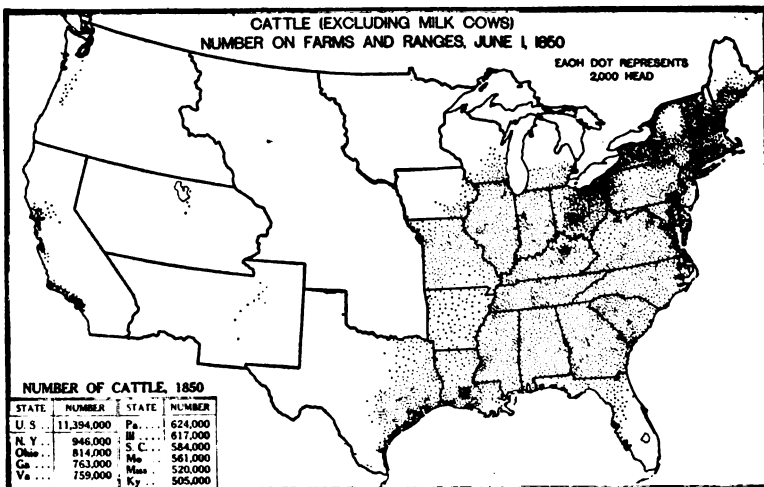 CATTLE (EXCLUDING MILK COWS)
NUMBER ON FARMS AND RANGES, JUNE 1, 1850
EACH DOT REPRESENTS
2,000 HEAD
NUMBER OF CATTLE, 1850
STATE NUMBER STATE NUMBER
U. S. 11,394,000 Pa.... 624,000
N. Y.. 946,000 Ill .... 617,000
Ohio.. 814,000 S. C.. 584,000
Ga ... 763,000 Mo .. 561,000
Va ... 759,000 Miss .. 520,000
Ky .. 505,000